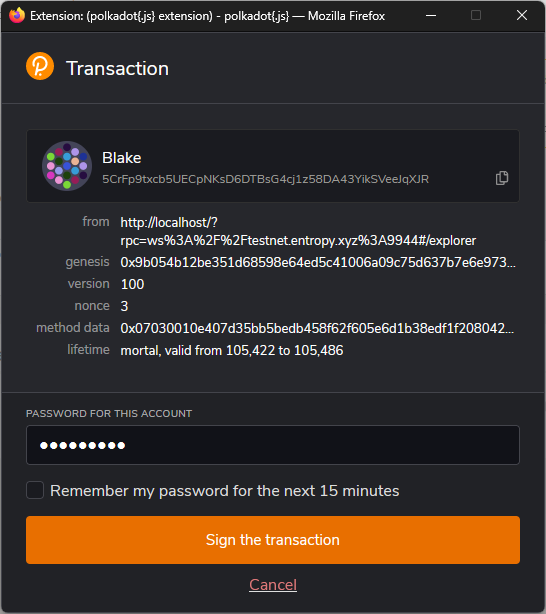 Extension: (polkadot{.js} extension) - polkadot{.js} — Mozilla Firefox
Transaction
Blake
5CrFp9txcb5UECpNKsD6DTBsG4cj1z58DA43YikSVeeJqXJR
from http://localhost/?
rpc=ws%3A%2F%2Ftestnet.entropy.xyz%3A9944#/explorer
genesis 0x9b054b12be351d68598e64ed5c41006a09c75d637b7e6e973...
version 100
nonce 3
method data 0x07030010e407d35bb5bedb458f62f605e6d1b38edf1f208042...
lifetime mortal, valid from 105,422 to 105,486
PASSWORD FOR THIS ACCOUNT
Remember my password for the next 15 minutes
Sign the transaction
Cancel